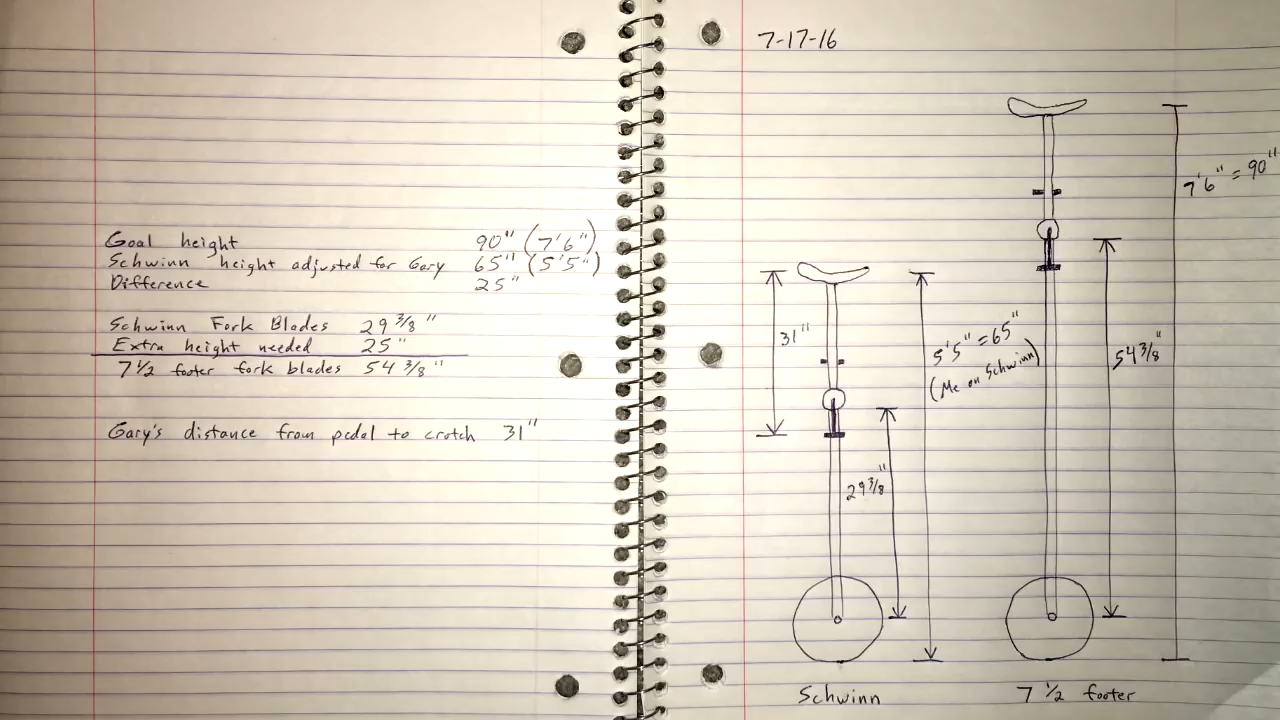 Goal height 90" (7'6")
Schwinn height adjusted for Gary 65" (5'5")
Difference 25"
Schwinn Fork Blades 29 3/8"
Extra height needed 25"
7 1/2 footer fork blades 54 3/8"
Gary's distance from pedal to crotch 31"
7-17-16
7'6" = 90"
31"
5'5" = 65"
(Me on Schwinn)
54 3/8"
29 3/8"
Schwinn
7 1/2 footer